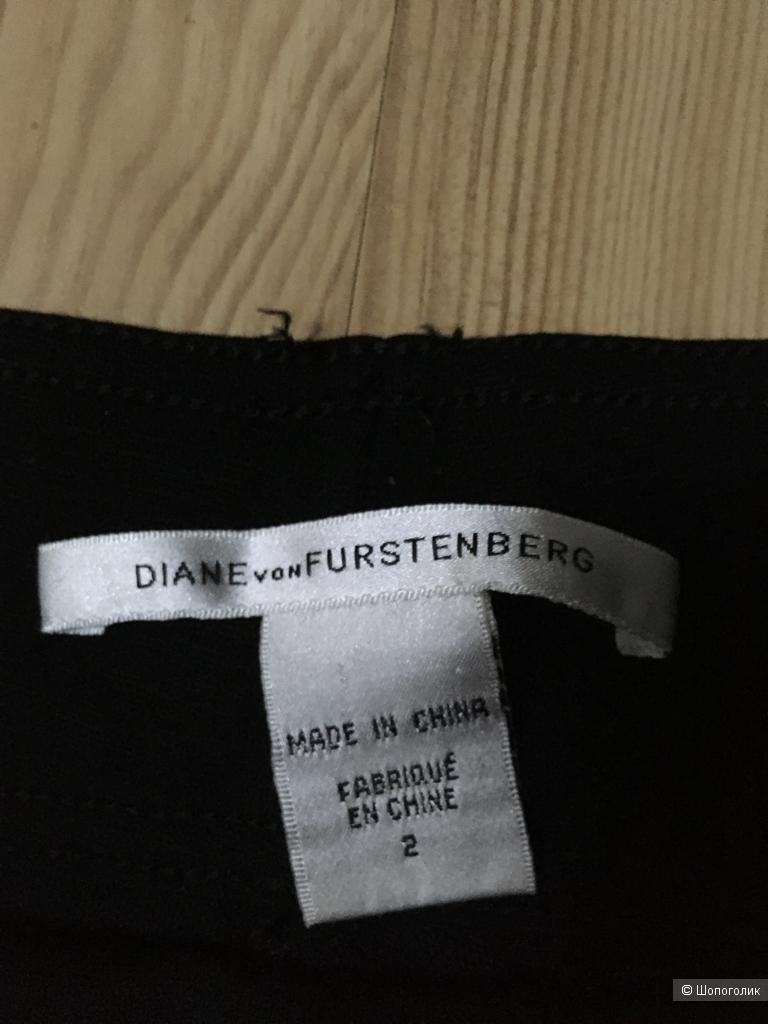 DIANE VON FURSTENBERG
MADE IN CHINA
FABRIQUÉ
EN CHINE
2
© Шопоголик